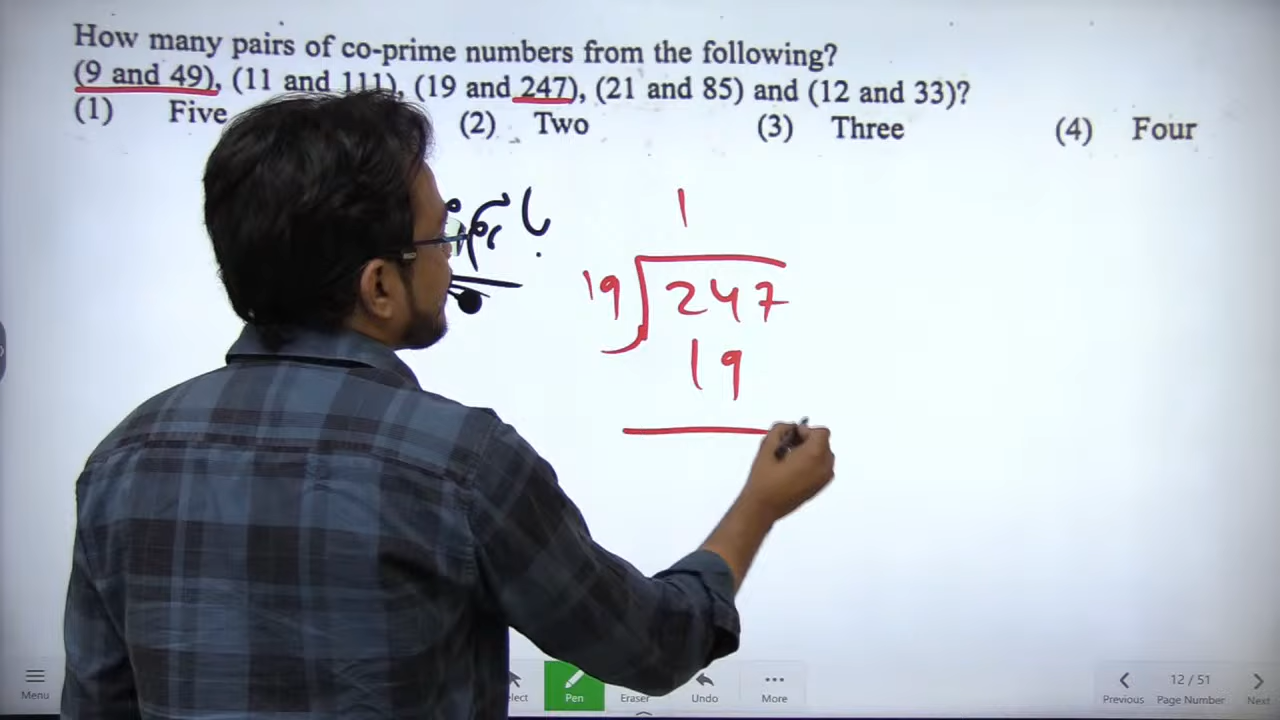 How many pairs of co-prime numbers from the following?
(9 and 49), (11 and 111), (19 and 247), (21 and 85) and (12 and 33)?
(1) Five (2) Two (3) Three (4) Four
1
19 247
19
Menu Pen Eraser Undo More Previous 12 / 51 Page Number Next